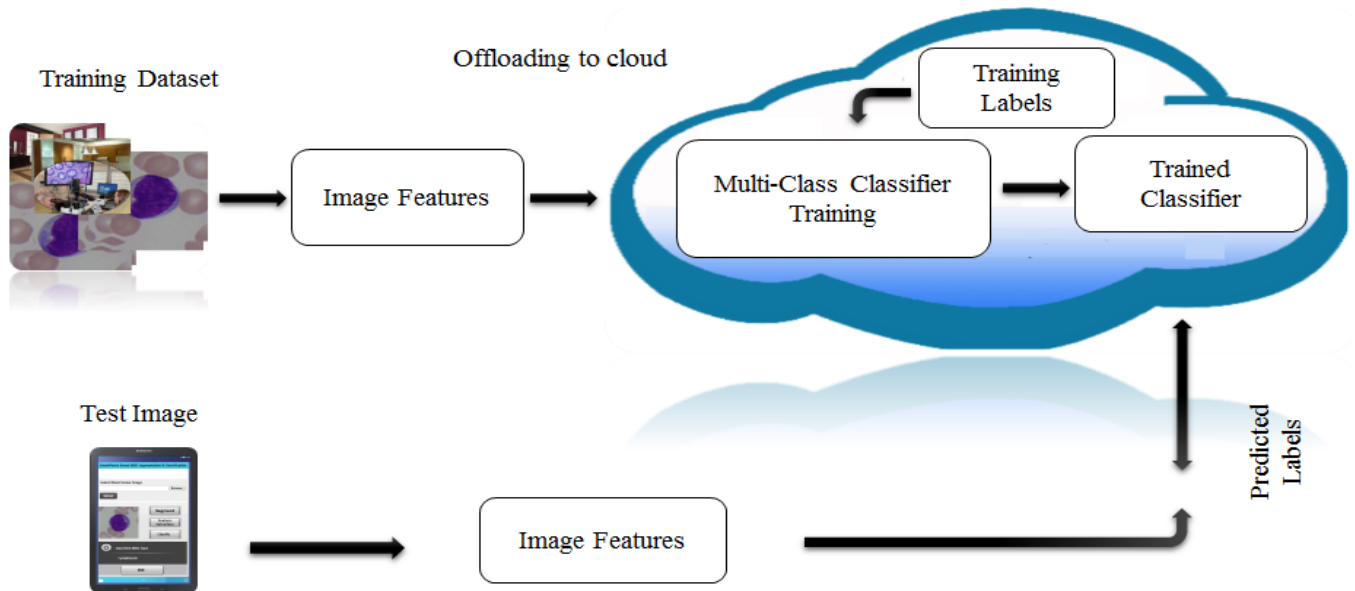 Offloading to cloud
Training Dataset
Training
Labels
Image Features
Multi-Class Classifier
Training
Trained
Classifier
Test Image
Predicted
Labels
Image Features